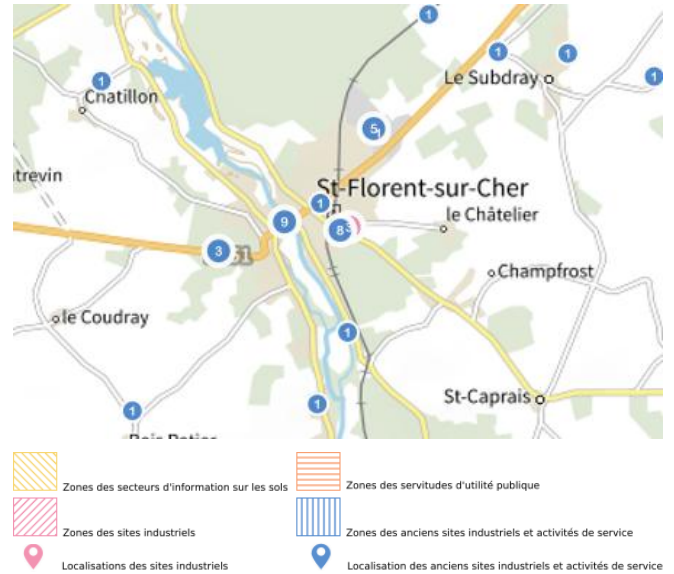 1
1
1
1
Le Subdray
1
Chatillon
5
trevin
St-Florent-sur-Cher
1
le Châtelier
9
8
3
3
Champfrost
le Coudray
1
St-Caprais
1
1
Zones des secteurs d'information sur les sols
Zones des servitudes d'utilité publique
Zones des sites industriels
Zones des anciens sites industriels et activités de service
Localisations des sites industriels
Localisation des anciens sites industriels et activités de service